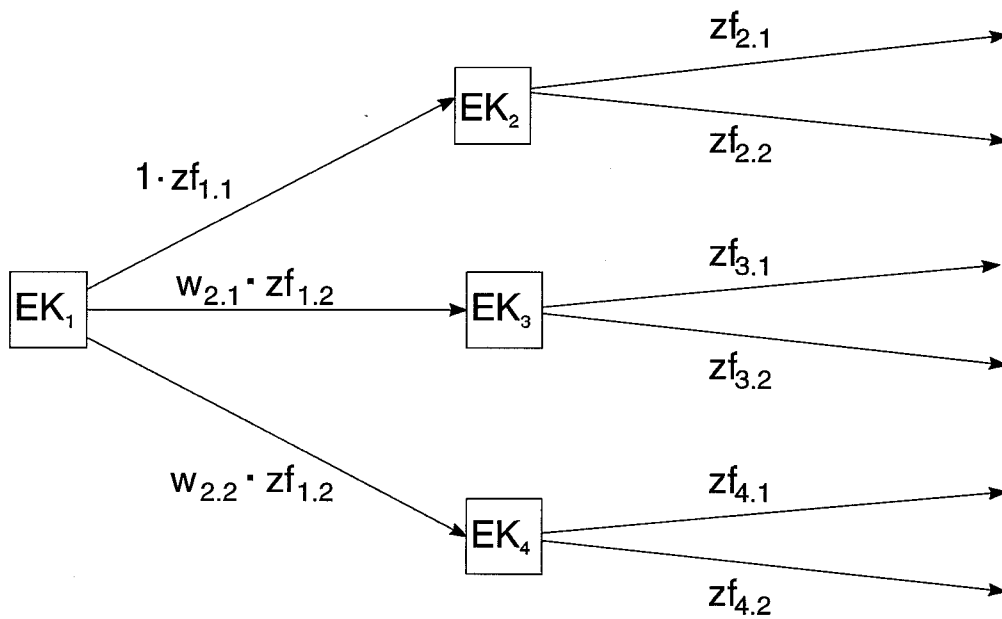 zf2.1
EK2
zf2.2
1 · zf1.1
zf3.1
EK1
w2.1 · zf1.2
EK3
zf3.2
w2.2 · zf1.2
zf4.1
EK4
zf4.2